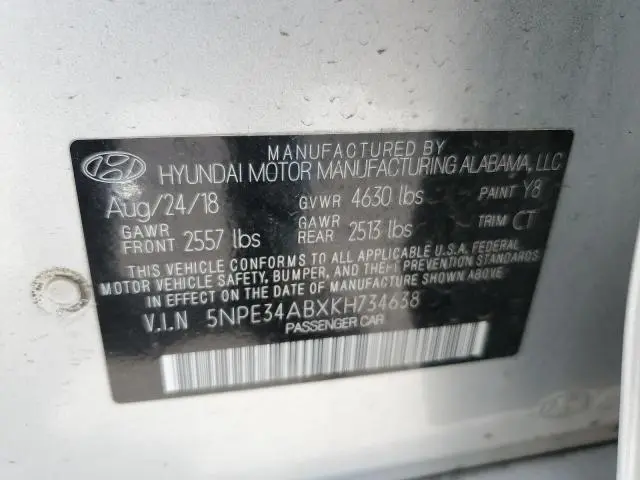 MANUFACTURED BY
HYUNDAI MOTOR MANUFACTURING ALABAMA, LLC
Aug/24/18 GVWR 4630 lbs PAINT Y8
GAWR FRONT 2557 lbs GAWR REAR 2513 lbs TRIM CT
THIS VEHICLE CONFORMS TO ALL APPLICABLE U.S.A. FEDERAL
MOTOR VEHICLE SAFETY, BUMPER, AND THEFT PREVENTION STANDARDS
IN EFFECT ON THE DATE OF MANUFACTURE SHOWN ABOVE.
V.I.N 5NPE34ABXKH734638
PASSENGER CAR